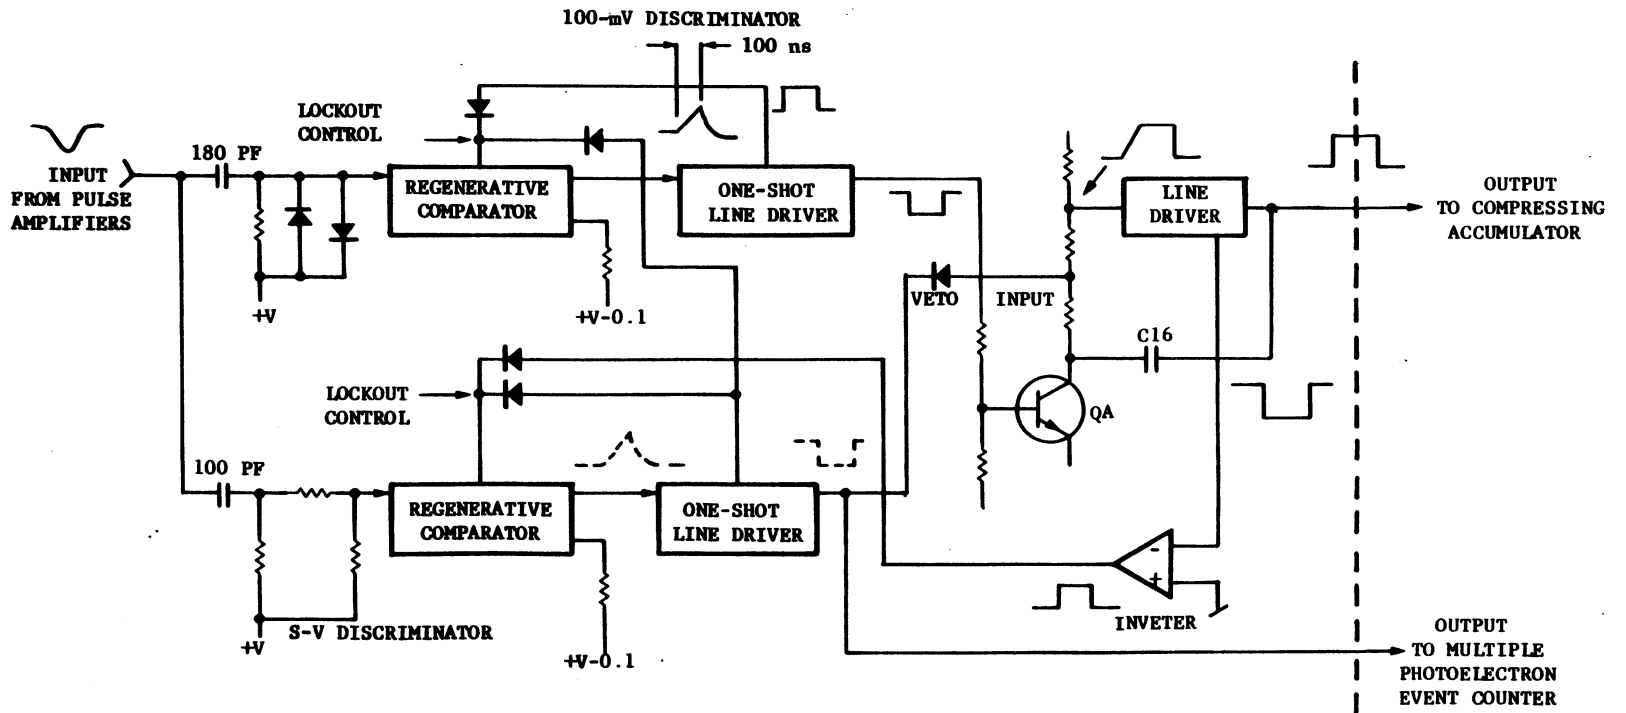 100-mV DISCRIMINATOR
100 ns
LOCKOUT
CONTROL
180 PF
INPUT
FROM PULSE
AMPLIFIERS
REGENERATIVE
COMPARATOR
ONE-SHOT
LINE DRIVER
LINE
DRIVER
OUTPUT
TO COMPRESSING
ACCUMULATOR
+V
+V-0.1
VETO
INPUT
C16
LOCKOUT
CONTROL
QA
100 PF
REGENERATIVE
COMPARATOR
ONE-SHOT
LINE DRIVER
-
+
INVETER
+V
S-V DISCRIMINATOR
+V-0.1
OUTPUT
TO MULTIPLE
PHOTOELECTRON
EVENT COUNTER